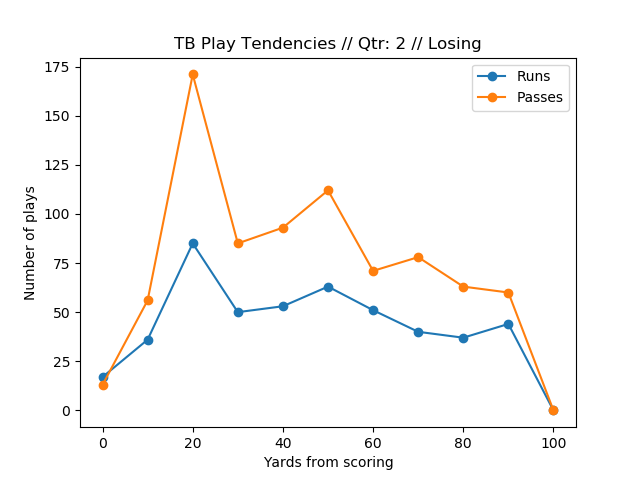 TB Play Tendencies // Qtr: 2 // Losing
Runs
Passes
Number of plays
175
150
125
100
75
50
25
0
0 20 40 60 80 100
Yards from scoring